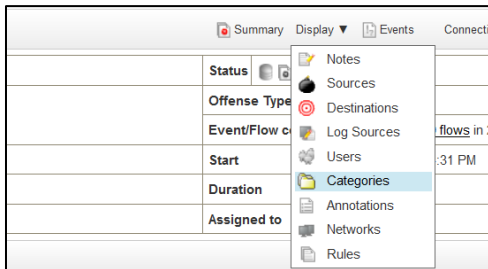 Summary Display ▼ Events Connecti
Status Notes
Sources
Offense Type Destinations
Event/Flow c Log Sources flows in
Users
Start :31 PM
Categories
Duration
Annotations
Assigned to Networks
Rules